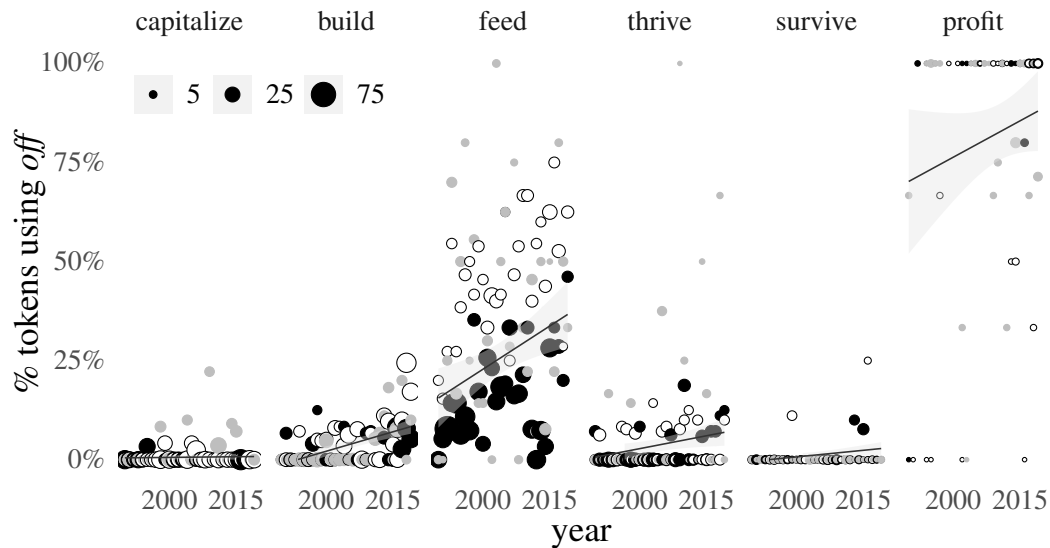 capitalize build feed thrive survive profit
100%
5 25 75
75%
50%
25%
0%
% tokens using off
2000 2015 2000 2015 2000 2015 2000 2015 2000 2015 2000 2015
year